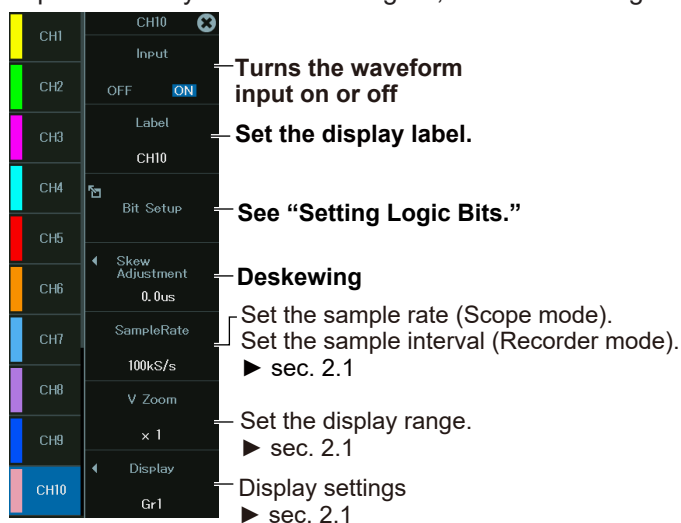 CH1
CH2
CH3
CH4
CH5
CH6
CH7
CH8
CH9
CH10
CH10
Input
OFF ON
Label
CH10
Bit Setup
Skew
Adjustment
0.0us
SampleRate
100kS/s
V Zoom
× 1
Display
Gr1
Turns the waveform
input on or off
Set the display label.
See “Setting Logic Bits.”
Deskewing
Set the sample rate (Scope mode).
Set the sample interval (Recorder mode).
► sec. 2.1
Set the display range.
► sec. 2.1
Display settings
► sec. 2.1